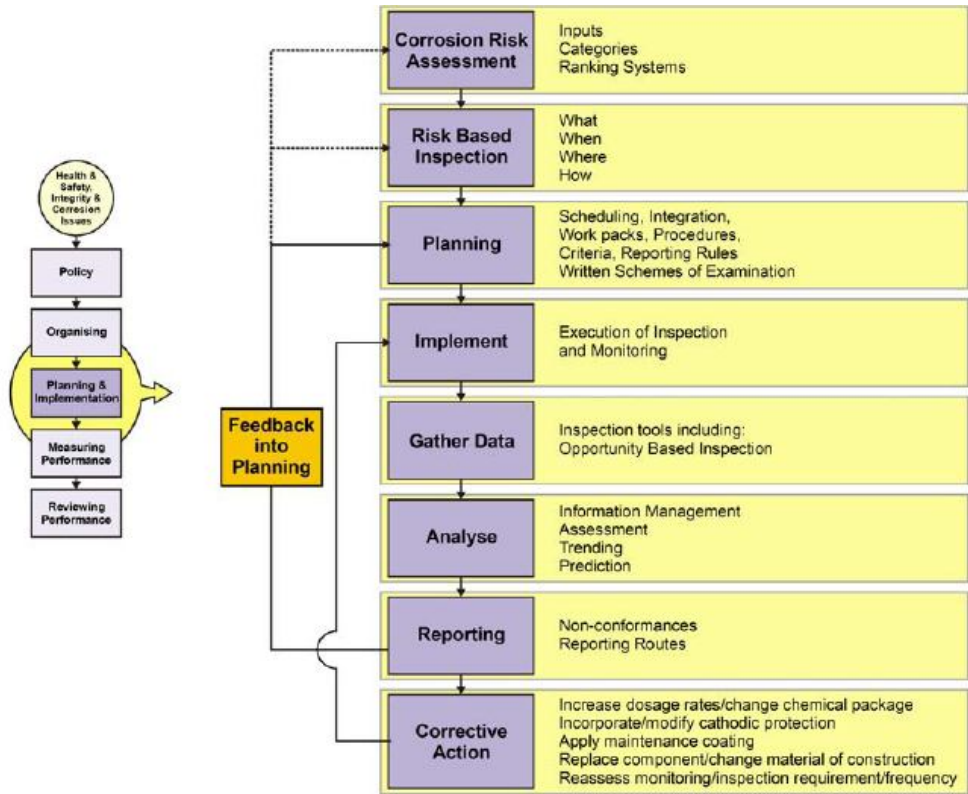 Health &
Safety,
Integrity &
Corrosion
Issues
Policy
Organising
Planning &
Implementation
Measuring
Performance
Reviewing
Performance
Feedback
into
Planning
Corrosion Risk
Assessment
Inputs
Categories
Ranking Systems
Risk Based
Inspection
What
When
Where
How
Planning
Scheduling, Integration,
Work packs, Procedures,
Criteria, Reporting Rules
Written Schemes of Examination
Implement
Execution of Inspection
and Monitoring
Gather Data
Inspection tools including:
Opportunity Based Inspection
Analyse
Information Management
Assessment
Trending
Prediction
Reporting
Non-conformances
Reporting Routes
Corrective
Action
Increase dosage rates/change chemical package
Incorporate/modify cathodic protection
Apply maintenance coating
Replace component/change material of construction
Reassess monitoring/inspection requirement/frequency